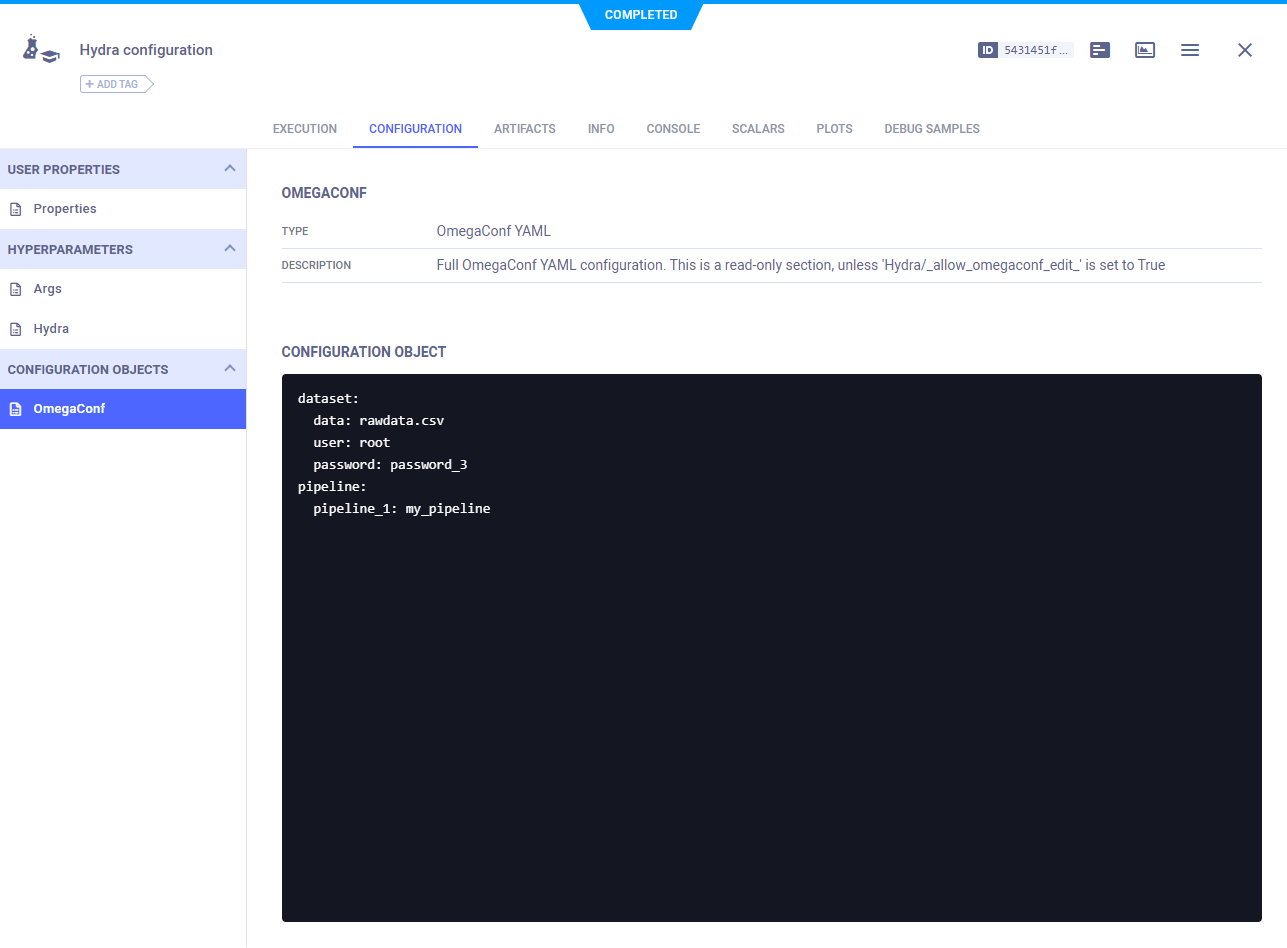 COMPLETED
Hydra configuration
ID 5431451f...
+ ADD TAG
EXECUTION CONFIGURATION ARTIFACTS INFO CONSOLE SCALARS PLOTS DEBUG SAMPLES
USER PROPERTIES
Properties
HYPERPARAMETERS
Args
Hydra
CONFIGURATION OBJECTS
OmegaConf
OMEGACONF
TYPE OmegaConf YAML
DESCRIPTION Full OmegaConf YAML configuration. This is a read-only section, unless 'Hydra/_allow_omegaconf_edit_' is set to True
CONFIGURATION OBJECT
dataset:
  data: rawdata.csv
  user: root
  password: password_3
pipeline:
  pipeline_1: my_pipeline